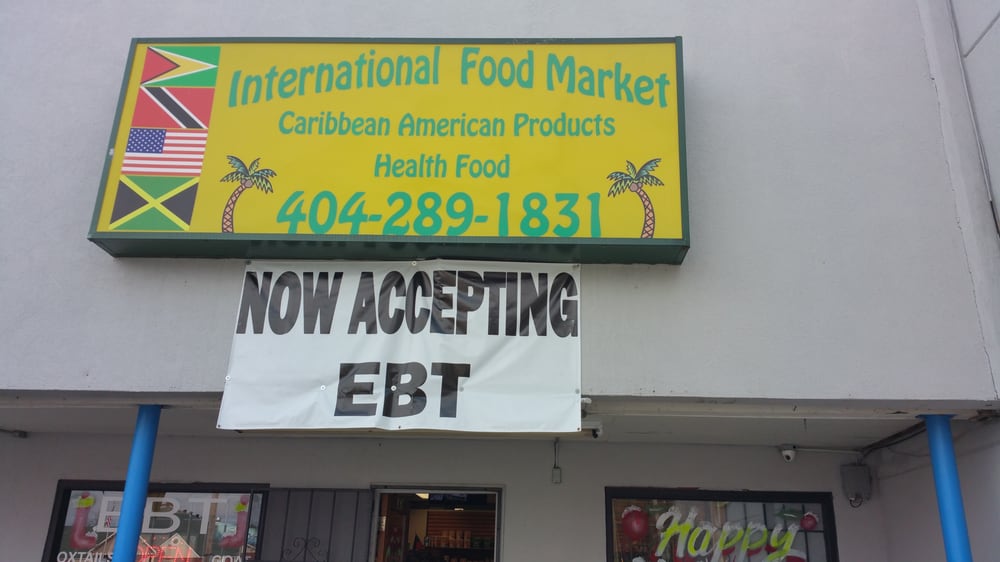 International Food Market
Caribbean American Products
Health Food
404-289-1831
NOW ACCEPTING
EBT
EBT
OXTAILS
Happy